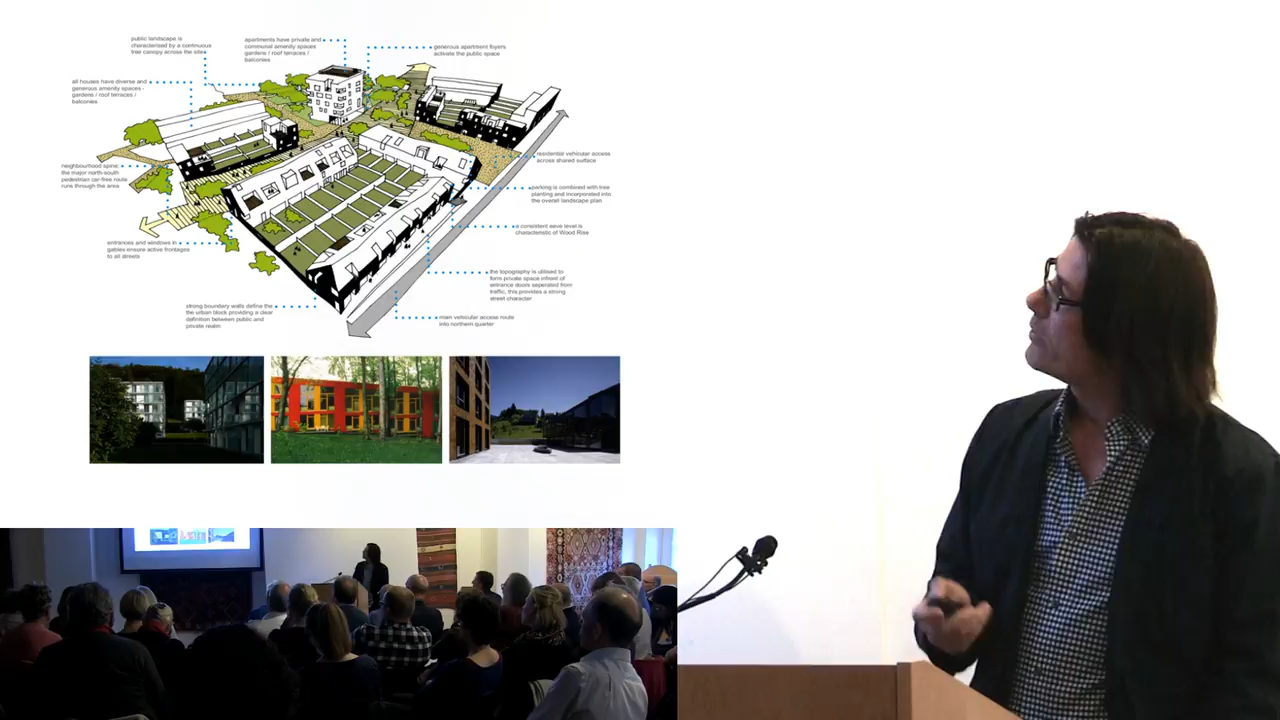 public landscape is
characterised by a continuous
tree canopy across the site
apartments have private and
communal amenity spaces
gardens / roof terraces /
balconies
generous apartment foyers
activate the public space
all houses have diverse and
generous amenity spaces -
gardens / roof terraces /
balconies
neighbourhood spine:
the major north-south
pedestrian car-free route
runs through the area
residential vehicular access
across shared surface
parking is combined with tree
planting and incorporated into
the overall landscape plan
a consistent eave level is
characteristic of Wood Rise
entrances and windows in
gables ensure active frontages
to all streets
the topography is utilised to
form private space infront of
entrance doors seperated from
traffic, this provides a strong
street character
strong boundary walls define the
the urban block providing a clear
definition between public and
private realm
main vehicular access route
into northern quarter